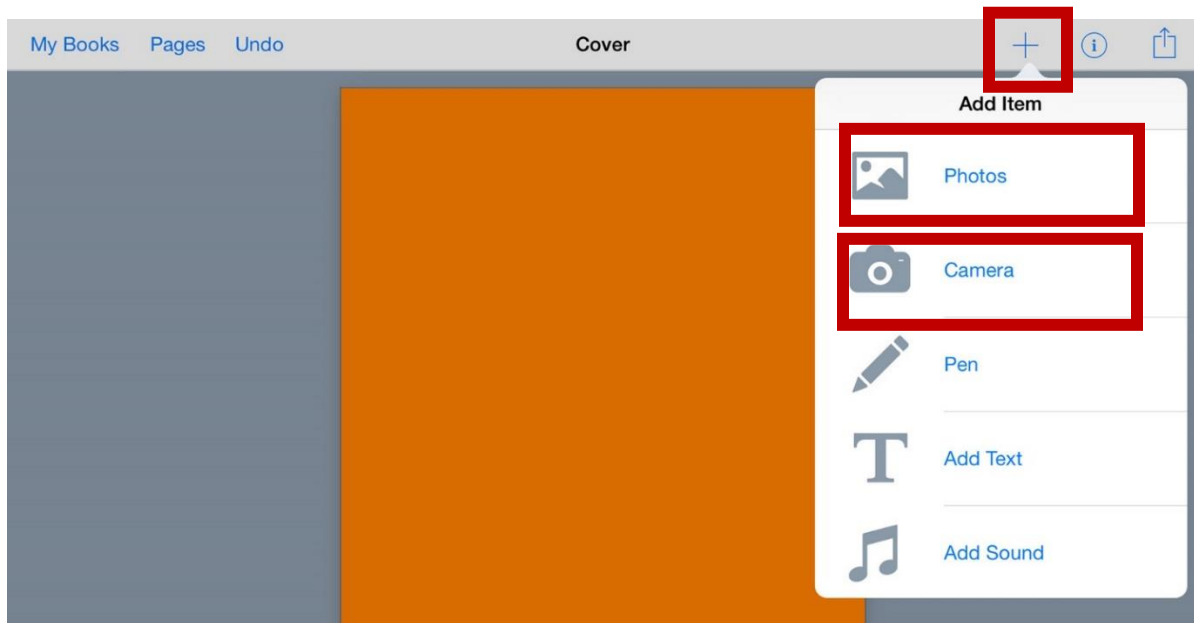 My Books Pages Undo Cover
Add Item
Photos
Camera
Pen
Add Text
Add Sound